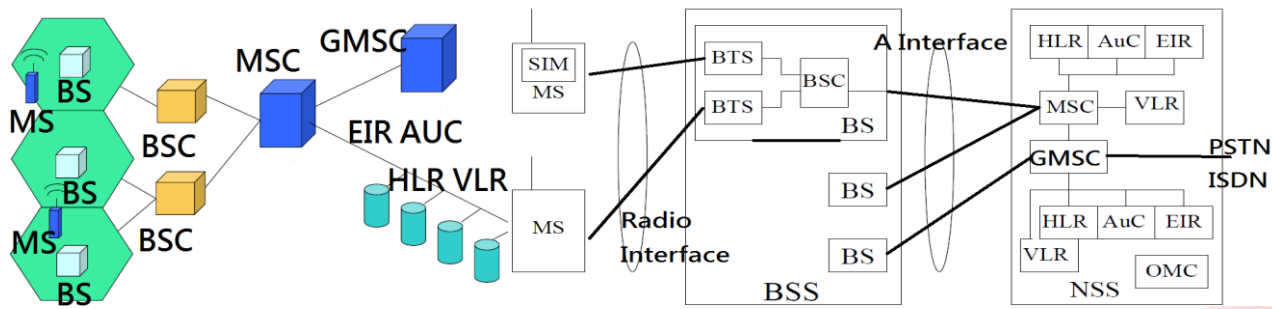 BS
MS
BS
MS
BS
BSC
BSC
MSC
GMSC
EIR AUC
HLR VLR
SIM
MS
MS
Radio
Interface
BTS
BTS
BSC
BS
BS
BS
BSS
A Interface
HLR AuC EIR
MSC
VLR
GMSC
PSTN
ISDN
HLR AuC EIR
VLR
OMC
NSS